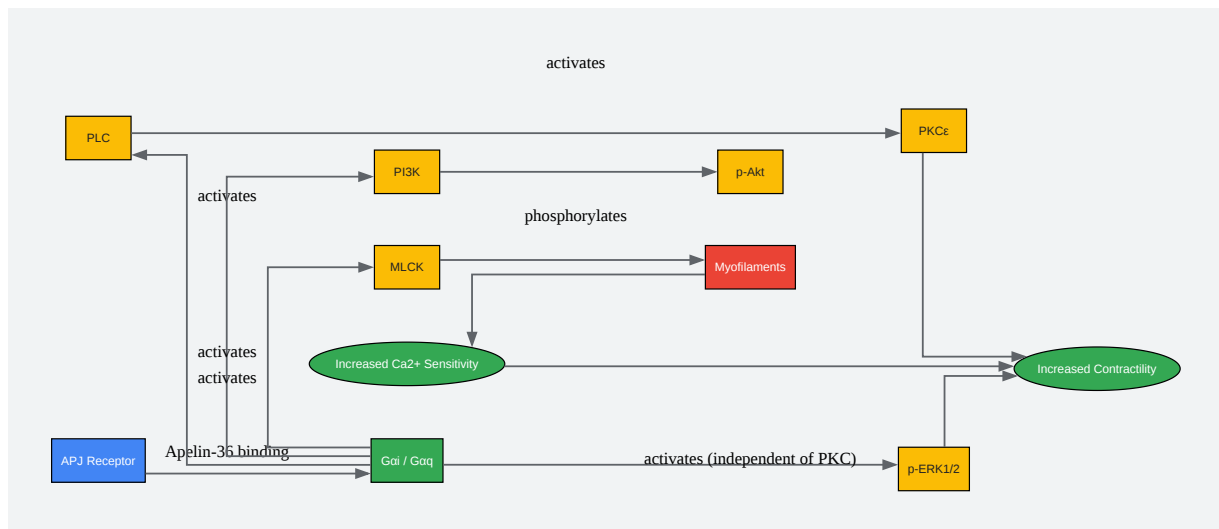 activates
PLC
PKCε
PI3K
p-Akt
activates
phosphorylates
MLCK
Myofilaments
activates
Increased Ca2+ Sensitivity
Increased Contractility
activates
Apelin-36 binding
APJ Receptor
Gαi / Gαq
activates (independent of PKC)
p-ERK1/2